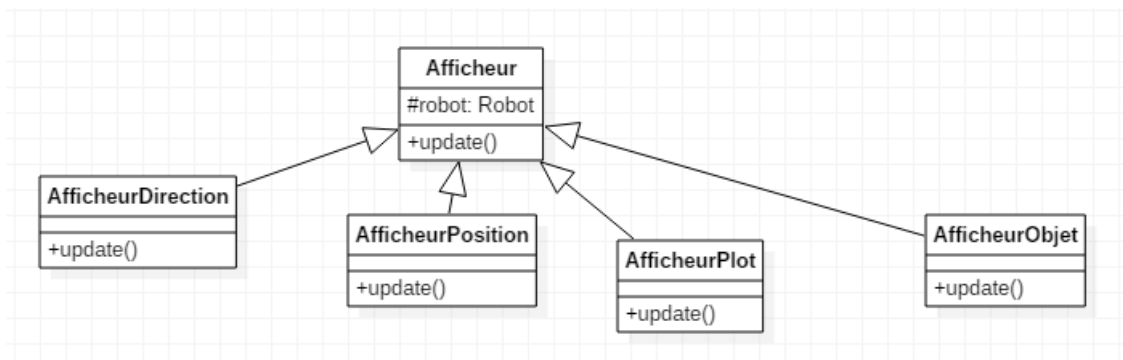 Afficheur
#robot: Robot
+update()
AfficheurDirection
+update()
AfficheurPosition
+update()
AfficheurPlot
+update()
AfficheurObjet
+update()